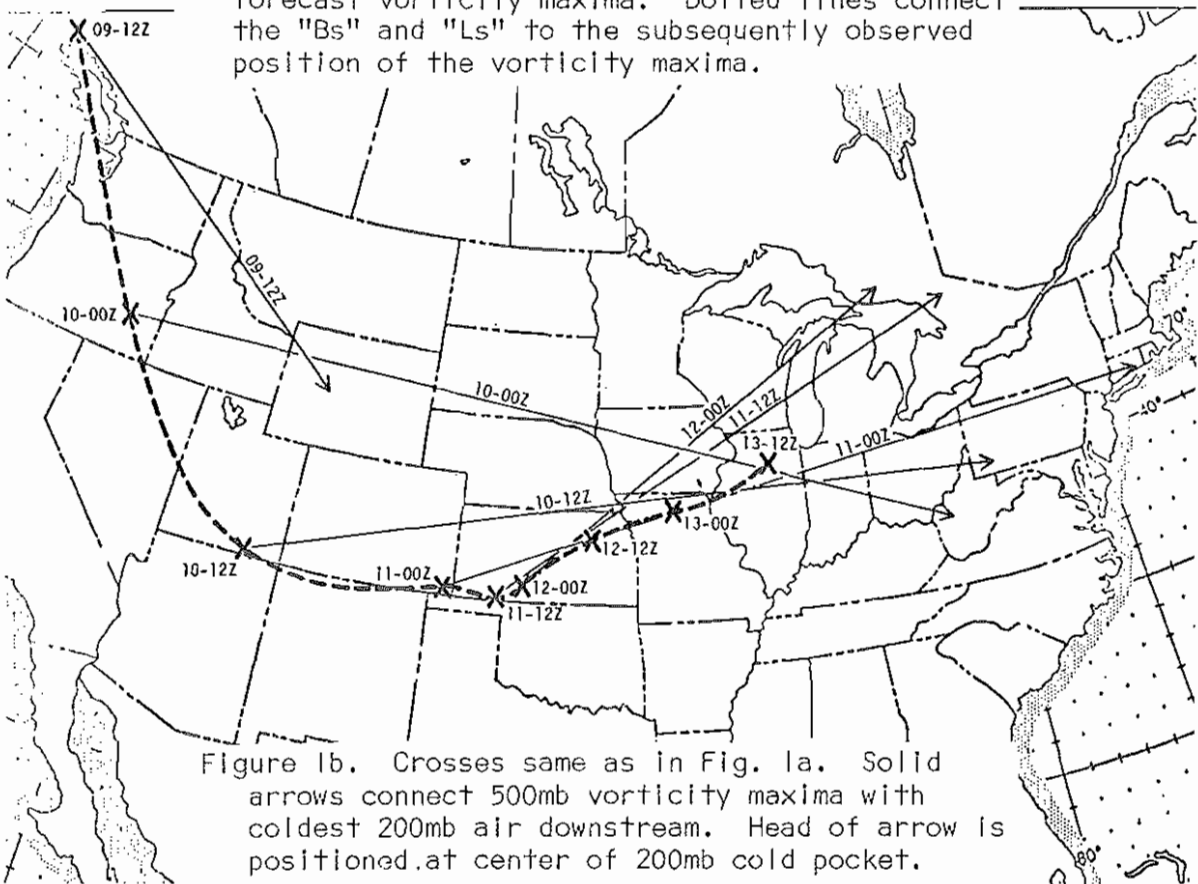 forecast vorticity maxima. Dotted lines connect
the "Bs" and "Ls" to the subsequently observed
position of the vorticity maxima.
09-12Z
09-12Z
10-00Z
10-00Z
12-00Z
11-12Z
13-12Z
11-00Z
70°
40°
10-12Z
13-00Z
12-12Z
10-12Z
11-00Z
12-00Z
11-12Z
80°
Figure 1b. Crosses same as in Fig. 1a. Solid
arrows connect 500mb vorticity maxima with
coldest 200mb air downstream. Head of arrow is
positioned.at center of 200mb cold pocket.